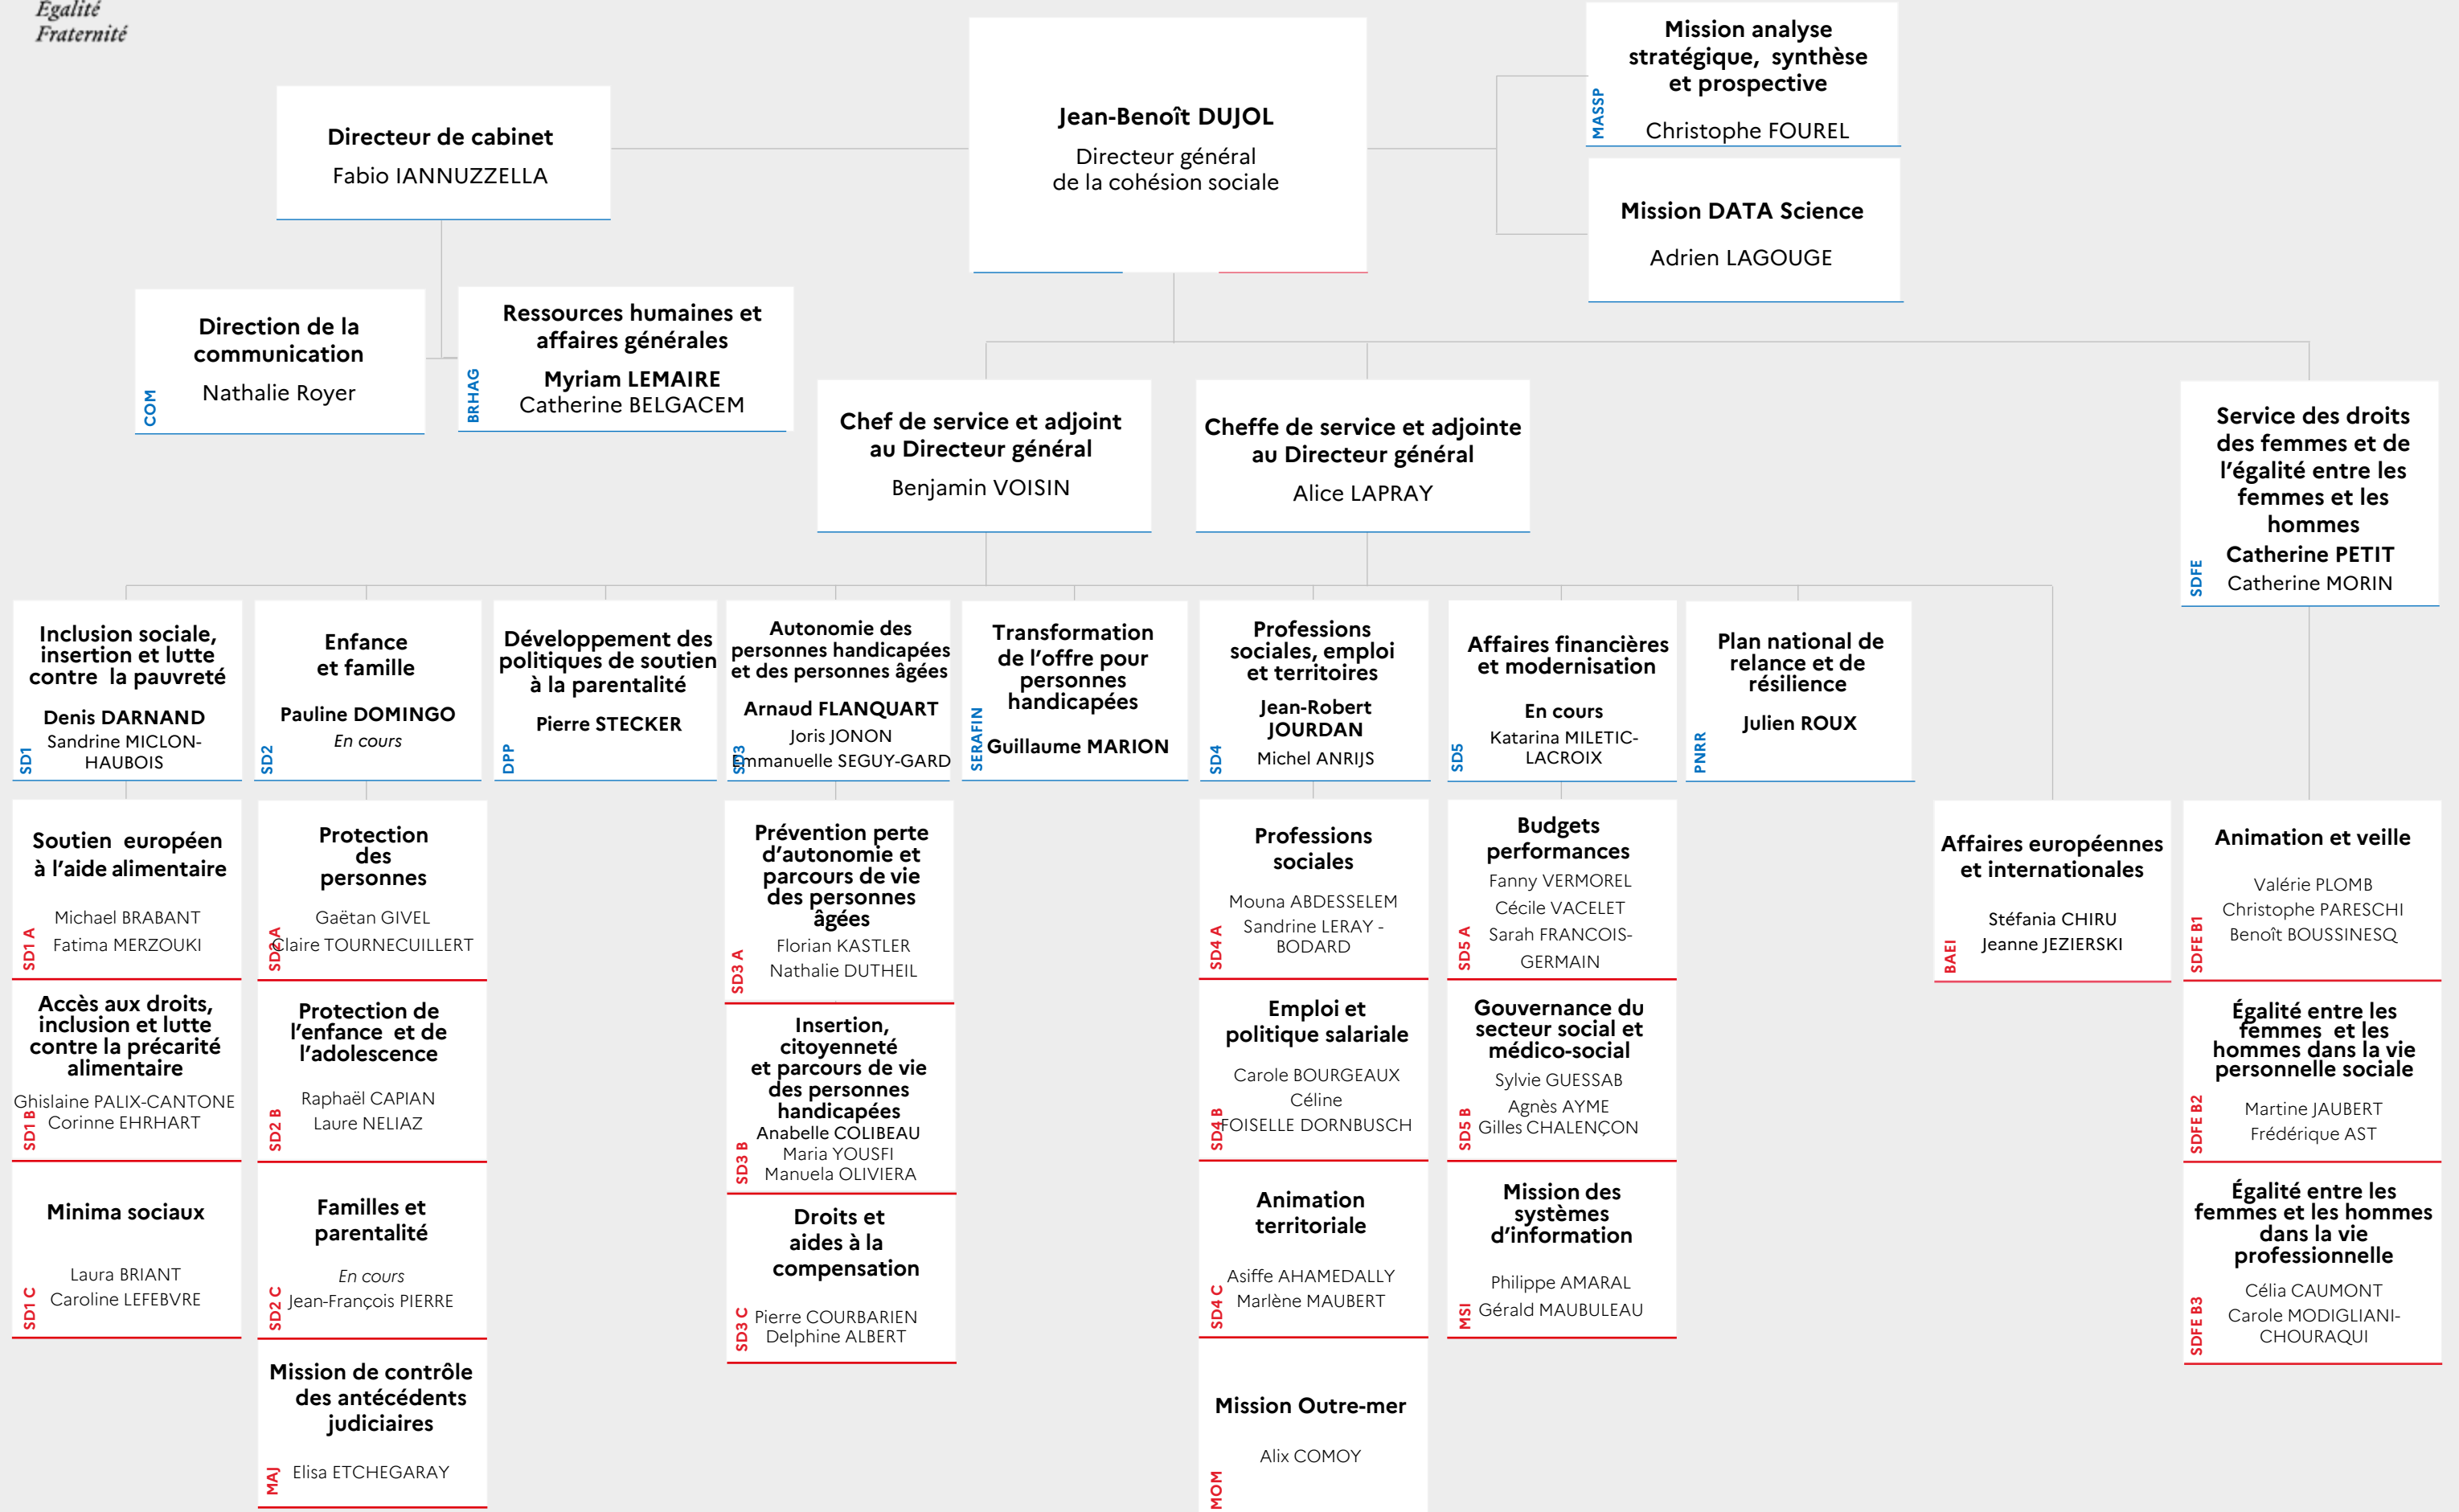 Égalité
Fraternité
Mission analyse
stratégique, synthèse
et prospective
MASSP
Christophe FOUREL
Jean-Benoît DUJOL
Directeur général
de la cohésion sociale
Directeur de cabinet
Fabio IANNUZZELLA
Mission DATA Science
Adrien LAGOUGE
Direction de la
communication
COM
Nathalie Royer
Ressources humaines et
affaires générales
BRHAG
Myriam LEMAIRE
Catherine BELGACEM
Chef de service et adjoint
au Directeur général
Benjamin VOISIN
Cheffe de service et adjointe
au Directeur général
Alice LAPRAY
Service des droits
des femmes et de
l'égalité entre les
femmes et les
hommes
SDFE
Catherine PETIT
Catherine MORIN
Inclusion sociale,
insertion et lutte
contre la pauvreté
SD1
Denis DARNAND
Sandrine MICLON-
HAUBOIS
Enfance
et famille
SD2
Pauline DOMINGO
En cours
Développement des
politiques de soutien
à la parentalité
DPP
Pierre STECKER
Autonomie des
personnes handicapées
et des personnes âgées
SD3
Arnaud FLANQUART
Joris JONON
Emmanuelle SEGUY-GARD
Transformation
de l'offre pour
personnes
handicapées
SERAFIN
Guillaume MARION
Professions
sociales, emploi
et territoires
SD4
Jean-Robert
JOURDAN
Michel ANRIJS
Affaires financières
et modernisation
SD5
En cours
Katarina MILETIC-
LACROIX
Plan national de
relance et de
résilience
PNRR
Julien ROUX
Soutien européen
à l'aide alimentaire
SD1 A
Michael BRABANT
Fatima MERZOUKI
Accès aux droits,
inclusion et lutte
contre la précarité
alimentaire
SD1 B
Ghislaine PALIX-CANTONE
Corinne EHRHART
Minima sociaux
SD1 C
Laura BRIANT
Caroline LEFEBVRE
Protection
des
personnes
SD2 A
Gaëtan GIVEL
Claire TOURNECUILLERT
Protection de
l'enfance et de
l'adolescence
SD2 B
Raphaël CAPIAN
Laure NELIAZ
Familles et
parentalité
SD2 C
En cours
Jean-François PIERRE
Mission de contrôle
des antécédents
judiciaires
MAJ
Elisa ETCHEGARAY
Prévention perte
d'autonomie et
parcours de vie
des personnes
âgées
SD3 A
Florian KASTLER
Nathalie DUTHEIL
Insertion,
citoyenneté
et parcours de vie
des personnes
handicapées
SD3 B
Anabelle COLIBEAU
Maria YOUSFI
Manuela OLIVIERA
Droits et
aides à la
compensation
SD3 C
Pierre COURBARIEN
Delphine ALBERT
Professions
sociales
SD4 A
Mouna ABDESSELEM
Sandrine LERAY -
BODARD
Emploi et
politique salariale
SD4 B
Carole BOURGEAUX
Céline
FOISELLE DORNBUSCH
Animation
territoriale
SD4 C
Asiffe AHAMEDALLY
Marlène MAUBERT
Mission Outre-mer
MOM
Alix COMOY
Budgets
performances
SD5 A
Fanny VERMOREL
Cécile VACELET
Sarah FRANCOIS-
GERMAIN
Gouvernance du
secteur social et
médico-social
SD5 B
Sylvie GUESSAB
Agnès AYME
Gilles CHALENÇON
Mission des
systèmes
d'information
MSI
Philippe AMARAL
Gérald MAUBULEAU
Affaires européennes
et internationales
BAEI
Stéfania CHIRU
Jeanne JEZIERSKI
Animation et veille
SDFE B1
Valérie PLOMB
Christophe PARESCHI
Benoît BOUSSINESQ
Égalité entre les
femmes et les
hommes dans la vie
personnelle sociale
SDFE B2
Martine JAUBERT
Frédérique AST
Égalité entre les
femmes et les hommes
dans la vie
professionnelle
SDFE B3
Célia CAUMONT
Carole MODIGLIANI-
CHOURAQUI